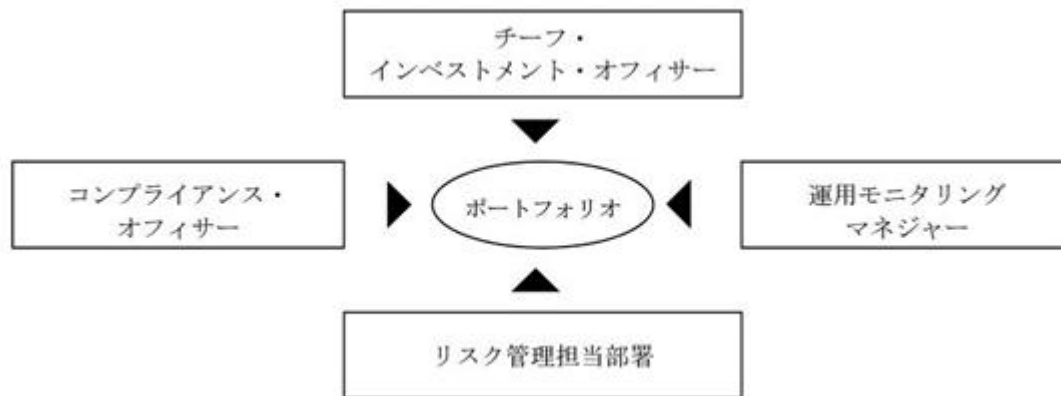 チーフ・
インベストメント・オフィサー
コンプライアンス・
オフィサー
ポートフォリオ
運用モニタリング
マネジャー
リスク管理担当部署